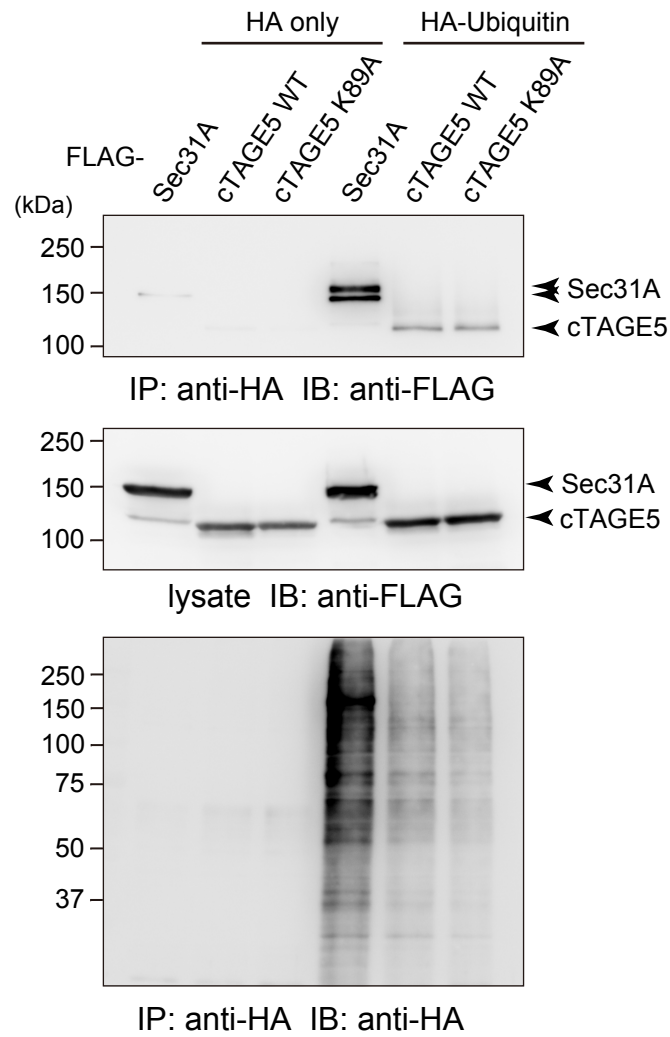 HA only HA-Ubiquitin
FLAG- Sec31A cTAGE5 WT cTAGE5 K89A Sec31A cTAGE5 WT cTAGE5 K89A
(kDa)
250
150 Sec31A
cTAGE5
100
IP: anti-HA IB: anti-FLAG
250
150 Sec31A
cTAGE5
100
lysate IB: anti-FLAG
250
150
100
75
50
37
IP: anti-HA IB: anti-HA